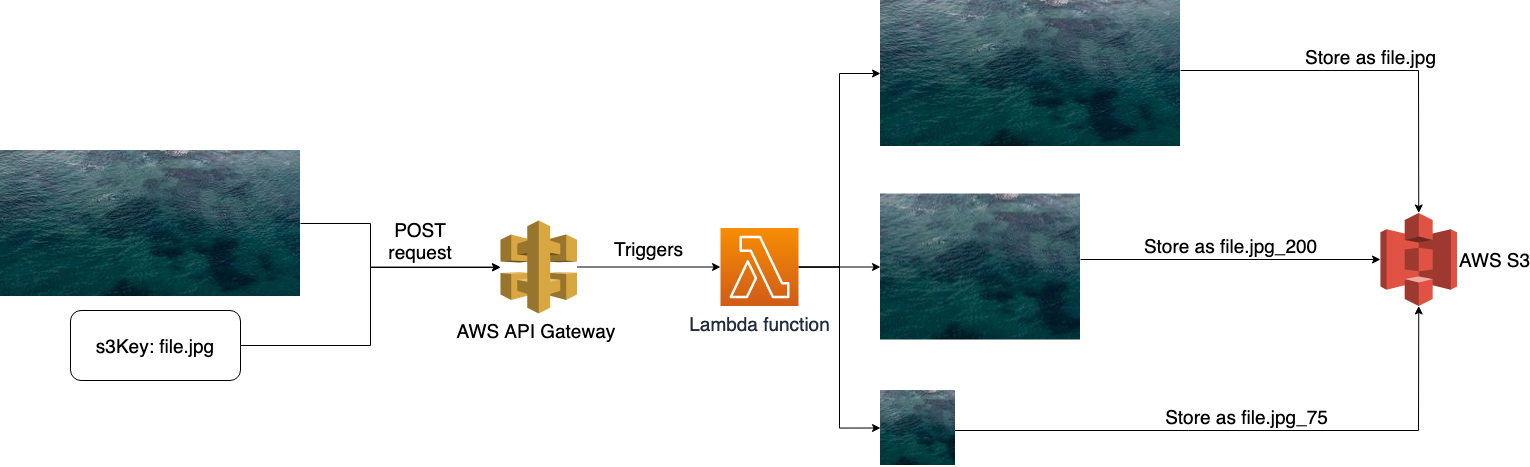 s3Key: file.jpg
POST
request
AWS API Gateway
Triggers
Lambda function
Store as file.jpg
Store as file.jpg_200
Store as file.jpg_75
AWS S3